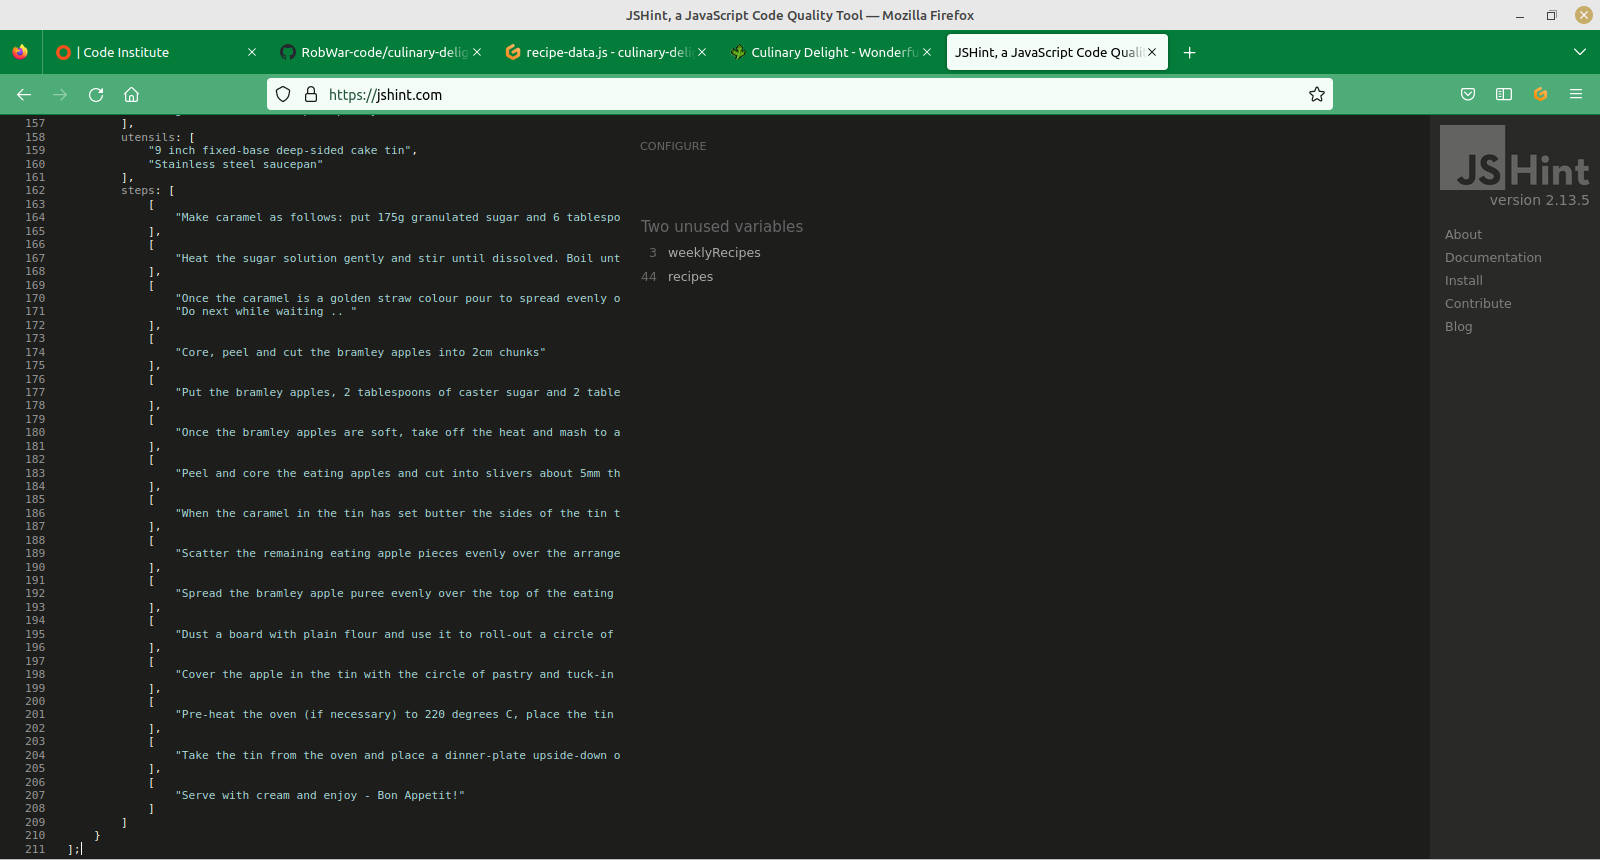 JSHint, a JavaScript Code Quality Tool — Mozilla Firefox
| Code Institute
RobWar-code/culinary-delig
recipe-data.js - culinary-deli
Culinary Delight - Wonderfu
JSHint, a JavaScript Code Quali
https://jshint.com
157 ],
158 utensils: [
159 "9 inch fixed-base deep-sided cake tin",
160 "Stainless steel saucepan"
161 ],
162 steps: [
163 [
164 "Make caramel as follows: put 175g granulated sugar and 6 tablespo
165 ],
166 [
167 "Heat the sugar solution gently and stir until dissolved. Boil unt
168 ],
169 [
170 "Once the caramel is a golden straw colour pour to spread evenly o
171 "Do next while waiting .. "
172 ],
173 [
174 "Core, peel and cut the bramley apples into 2cm chunks"
175 ],
176 [
177 "Put the bramley apples, 2 tablespoons of caster sugar and 2 table
178 ],
179 [
180 "Once the bramley apples are soft, take off the heat and mash to a
181 ],
182 [
183 "Peel and core the eating apples and cut into slivers about 5mm th
184 ],
185 [
186 "When the caramel in the tin has set butter the sides of the tin t
187 ],
188 [
189 "Scatter the remaining eating apple pieces evenly over the arrange
190 ],
191 [
192 "Spread the bramley apple puree evenly over the top of the eating
193 ],
194 [
195 "Dust a board with plain flour and use it to roll-out a circle of
196 ],
197 [
198 "Cover the apple in the tin with the circle of pastry and tuck-in
199 ],
200 [
201 "Pre-heat the oven (if necessary) to 220 degrees C, place the tin
202 ],
203 [
204 "Take the tin from the oven and place a dinner-plate upside-down o
205 ],
206 [
207 "Serve with cream and enjoy - Bon Appetit!"
208 ]
209 ]
210 }
211 ];
CONFIGURE
Two unused variables
3 weeklyRecipes
44 recipes
JSHint
version 2.13.5
About
Documentation
Install
Contribute
Blog